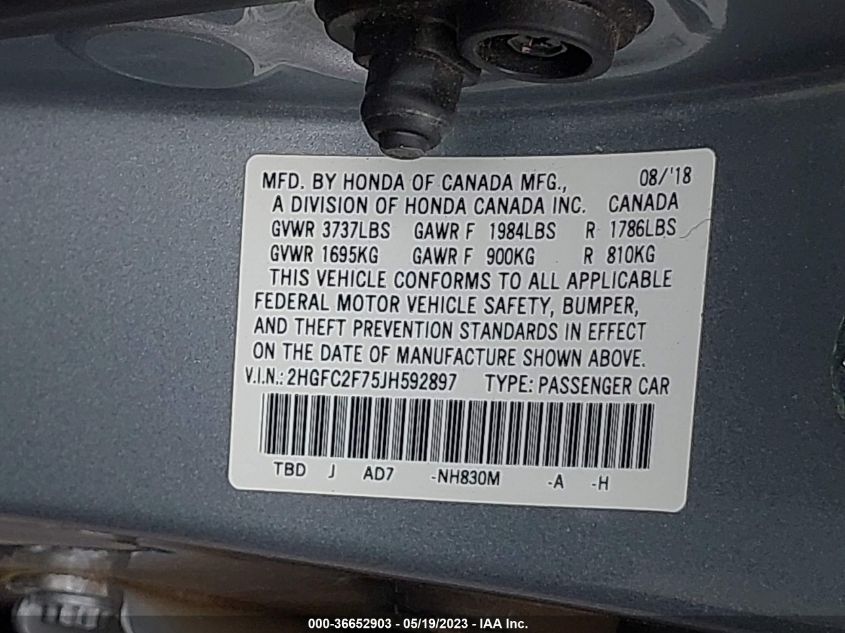 MFD. BY HONDA OF CANADA MFG., 08/'18
A DIVISION OF HONDA CANADA INC. CANADA
GVWR 3737LBS GAWR F 1984LBS R 1786LBS
GVWR 1695KG GAWR F 900KG R 810KG
THIS VEHICLE CONFORMS TO ALL APPLICABLE
FEDERAL MOTOR VEHICLE SAFETY, BUMPER,
AND THEFT PREVENTION STANDARDS IN EFFECT
ON THE DATE OF MANUFACTURE SHOWN ABOVE.
V.I.N.: 2HGFC2F75JH592897 TYPE: PASSENGER CAR
TBD J AD7 -NH830M -A -H
000-36652903 - 05/19/2023 - IAA Inc.